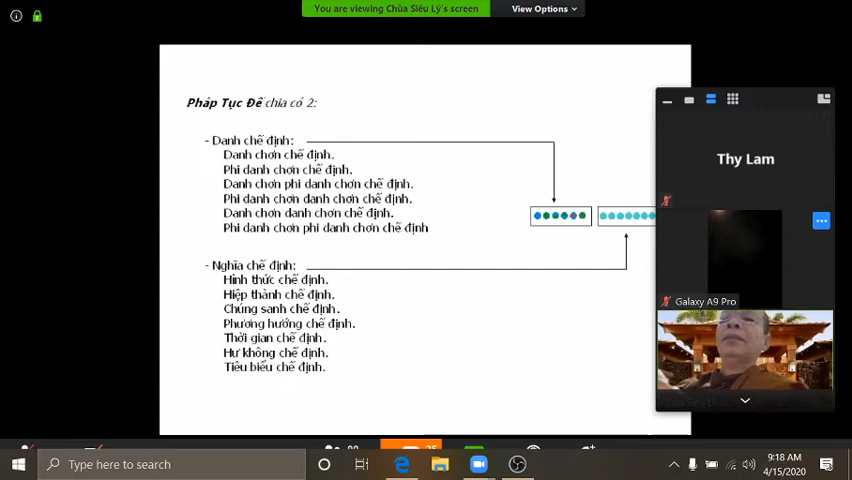 You are viewing Chùa Siêu Lý's screen
View Options
Pháp Tục Đế chia có 2:
- Danh chế định:
Danh chơn chế định.
Phi danh chơn chế định.
Danh chơn phi danh chơn chế định.
Phi danh chơn danh chơn chế định.
Danh chơn danh chơn chế định.
Phi danh chơn phi danh chơn chế định
- Nghĩa chế định:
Hình thức chế định.
Hiệp thành chế định.
Chúng sanh chế định.
Phương hướng chế định.
Thời gian chế định.
Hư không chế định.
Tiêu biểu chế định.
Thy Lam
Galaxy A9 Pro
Type here to search
9:18 AM
4/15/2020